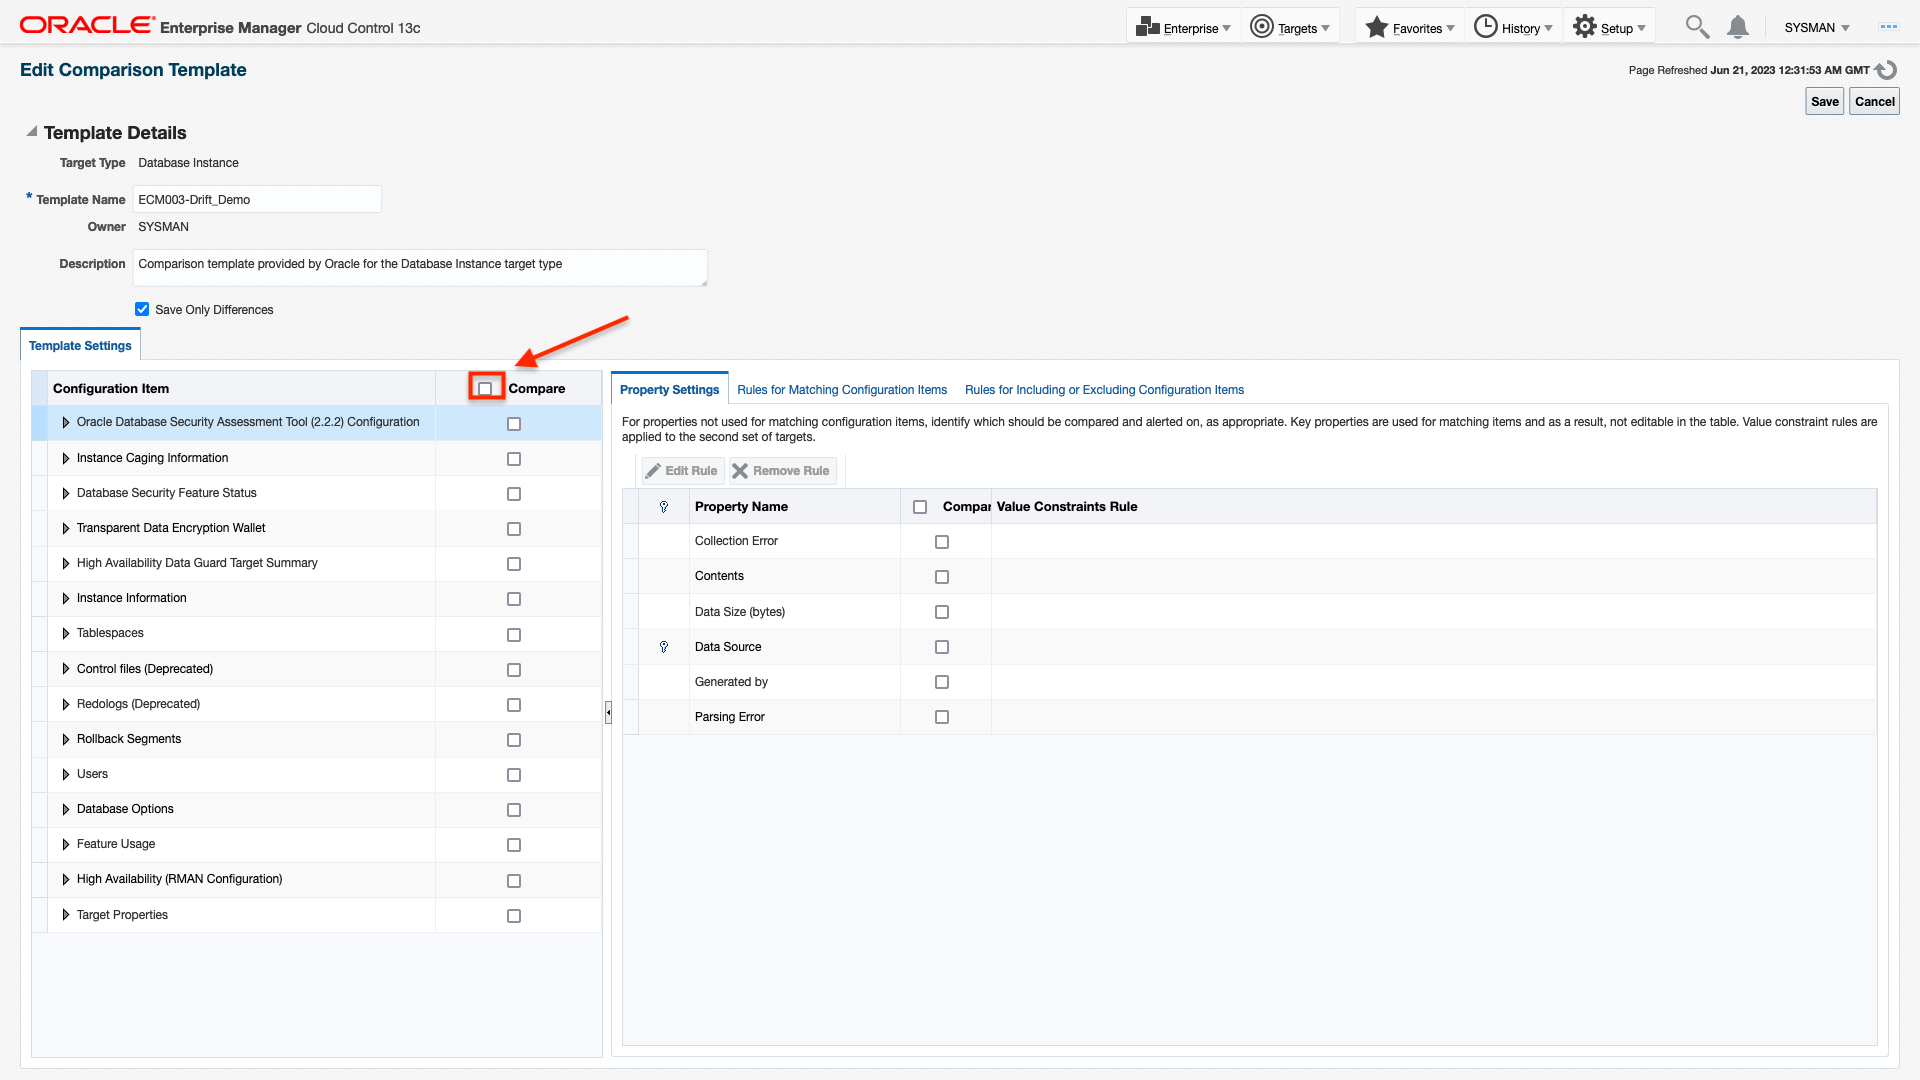 ORACLE Enterprise Manager Cloud Control 13c
Enterprise Targets Favorites History Setup SYSMAN
Edit Comparison Template
Page Refreshed Jun 21, 2023 12:31:53 AM GMT
Save Cancel
Template Details
Target Type Database Instance
* Template Name ECM003-Drift_Demo
Owner SYSMAN
Description Comparison template provided by Oracle for the Database Instance target type
Save Only Differences
Template Settings
Configuration Item Compare
Oracle Database Security Assessment Tool (2.2.2) Configuration
Instance Caging Information
Database Security Feature Status
Transparent Data Encryption Wallet
High Availability Data Guard Target Summary
Instance Information
Tablespaces
Control files (Deprecated)
Redologs (Deprecated)
Rollback Segments
Users
Database Options
Feature Usage
High Availability (RMAN Configuration)
Target Properties
Property Settings Rules for Matching Configuration Items Rules for Including or Excluding Configuration Items
For properties not used for matching configuration items, identify which should be compared and alerted on, as appropriate. Key properties are used for matching items and as a result, not editable in the table. Value constraint rules are
applied to the second set of targets.
Edit Rule Remove Rule
Property Name Compar Value Constraints Rule
Collection Error
Contents
Data Size (bytes)
Data Source
Generated by
Parsing Error